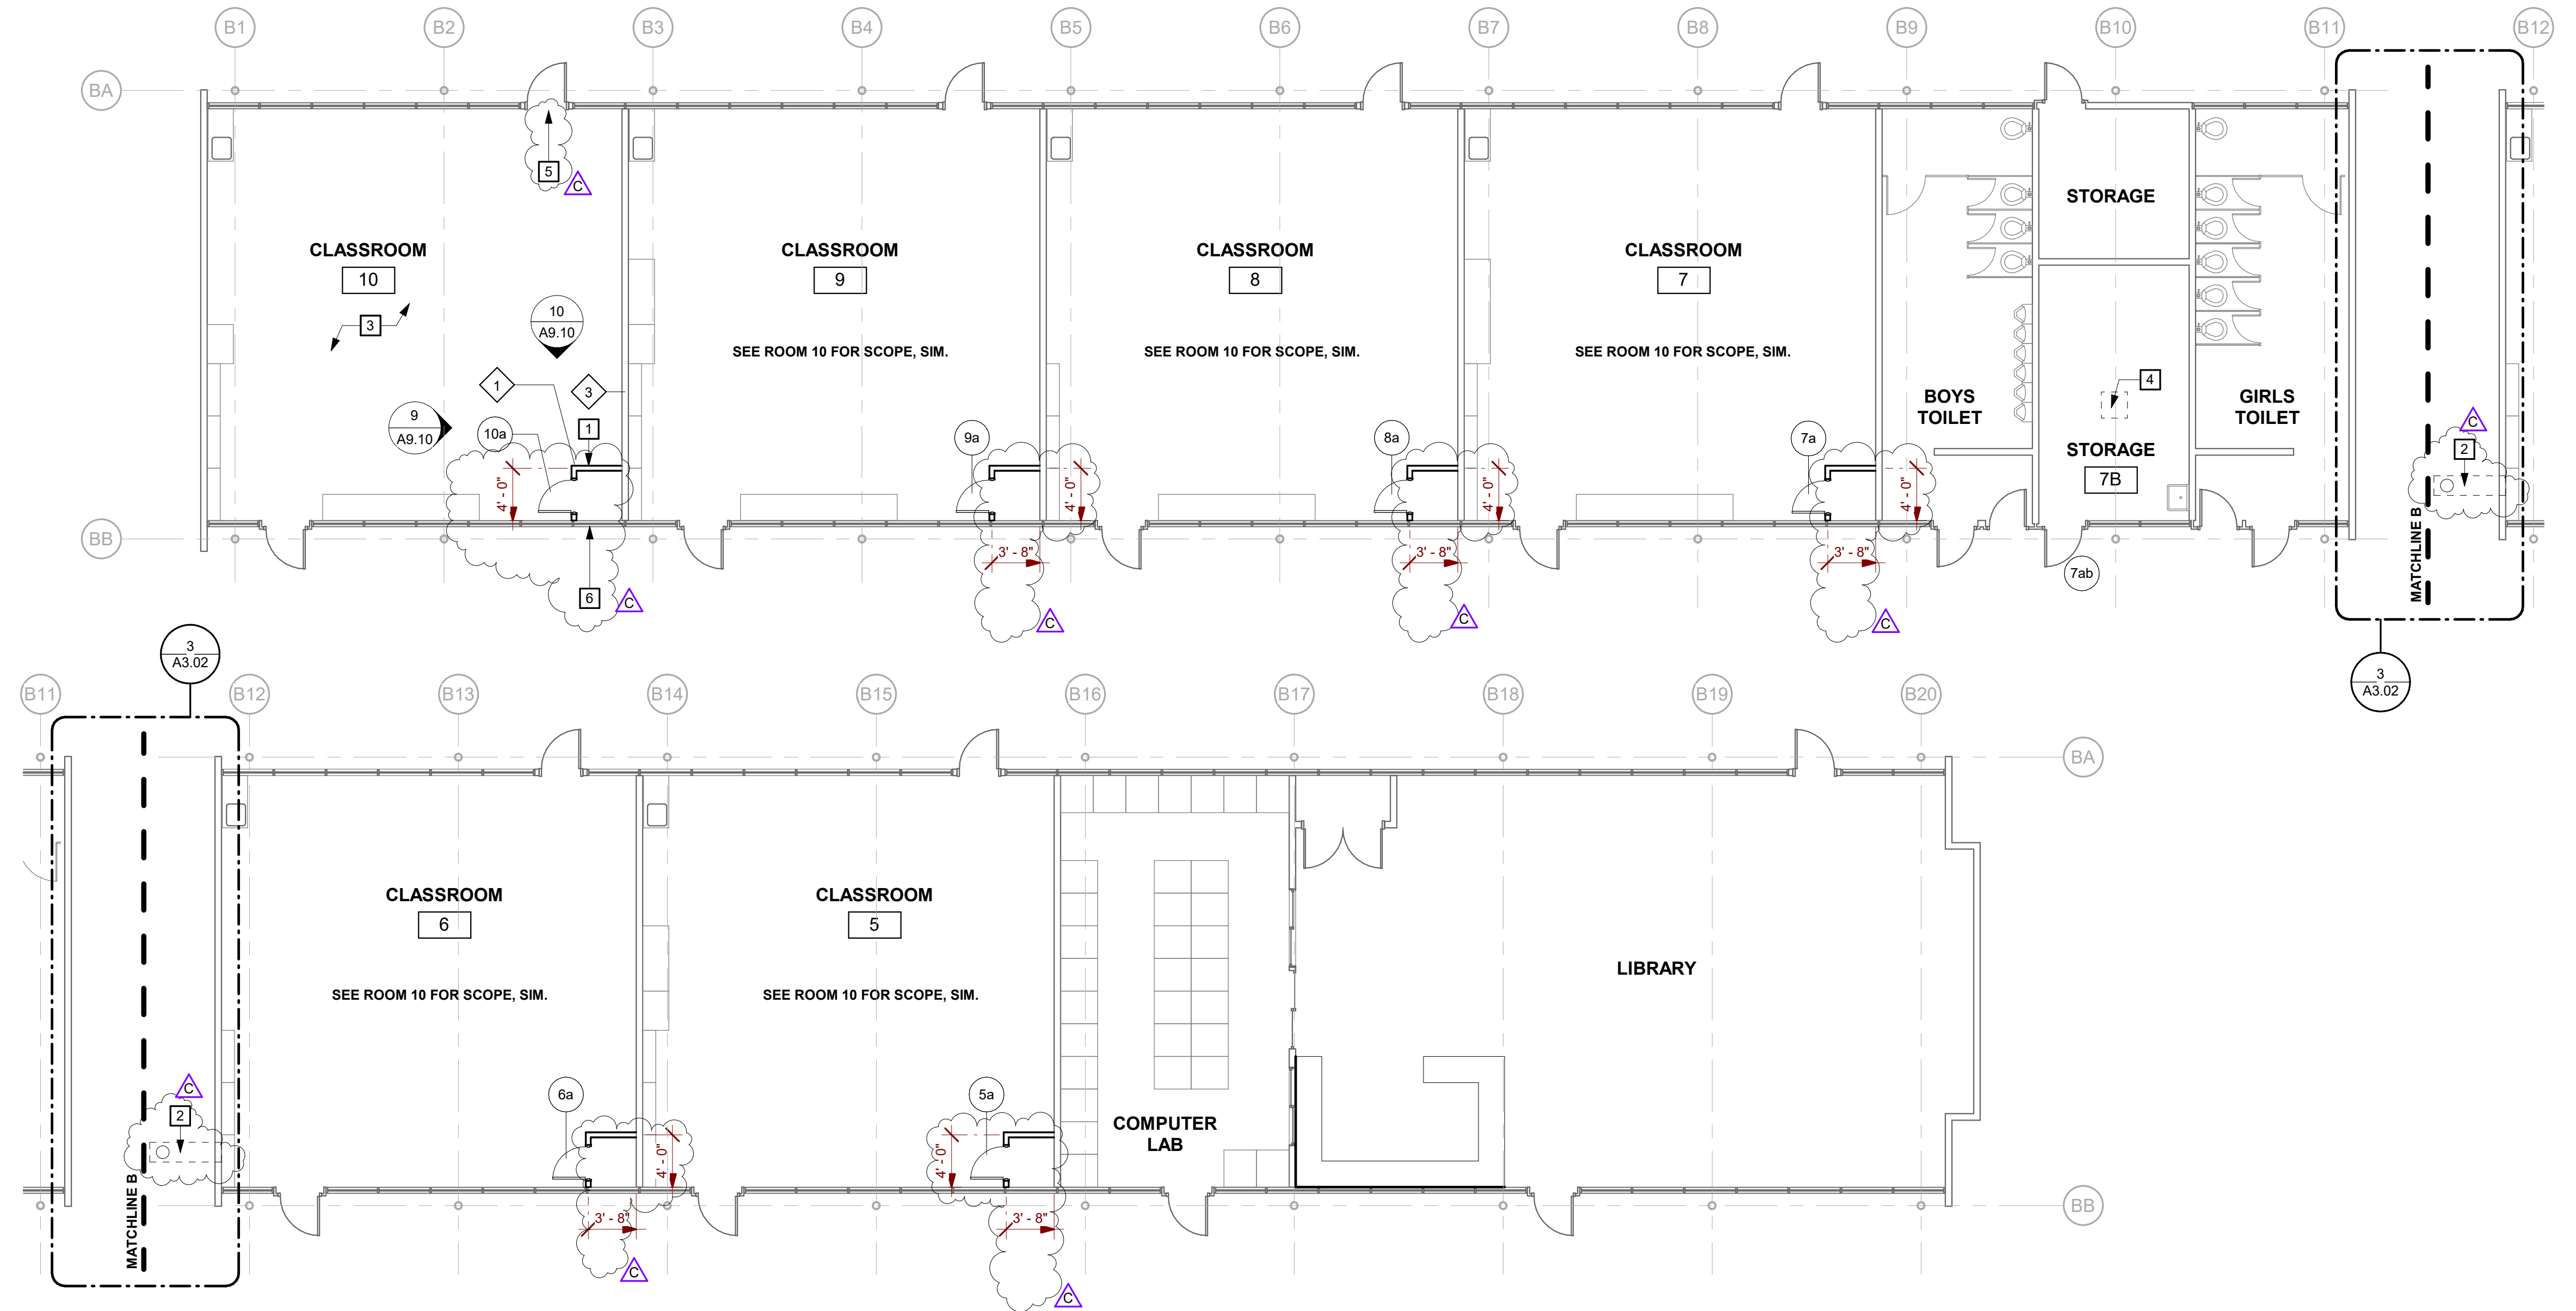 B1 B2 B3 B4 B5 B6 B7 B8 B9 B10 B11 B12
BA
5
C
STORAGE
CLASSROOM
10
CLASSROOM
9
CLASSROOM
8
CLASSROOM
7
3
10
A9.10
SEE ROOM 10 FOR SCOPE, SIM.
SEE ROOM 10 FOR SCOPE, SIM.
SEE ROOM 10 FOR SCOPE, SIM.
1
3
9
A9.10
10a
1
9a
8a
7a
BOYS
TOILET
4
GIRLS
TOILET
STORAGE
7B
C
2
4' - 0"
4' - 0"
4' - 0"
4' - 0"
BB
3' - 8"
3' - 8"
3' - 8"
7ab
MATCHLINE B
6
C
C
C
C
3
A3.02
3
A3.02
B11 B12 B13 B14 B15 B16 B17 B18 B19 B20
BA
CLASSROOM
6
CLASSROOM
5
SEE ROOM 10 FOR SCOPE, SIM.
SEE ROOM 10 FOR SCOPE, SIM.
LIBRARY
C
2
6a
5a
COMPUTER
LAB
4' - 0"
4' - 0"
MATCHLINE B
BB
3' - 8"
3' - 8"
C
C